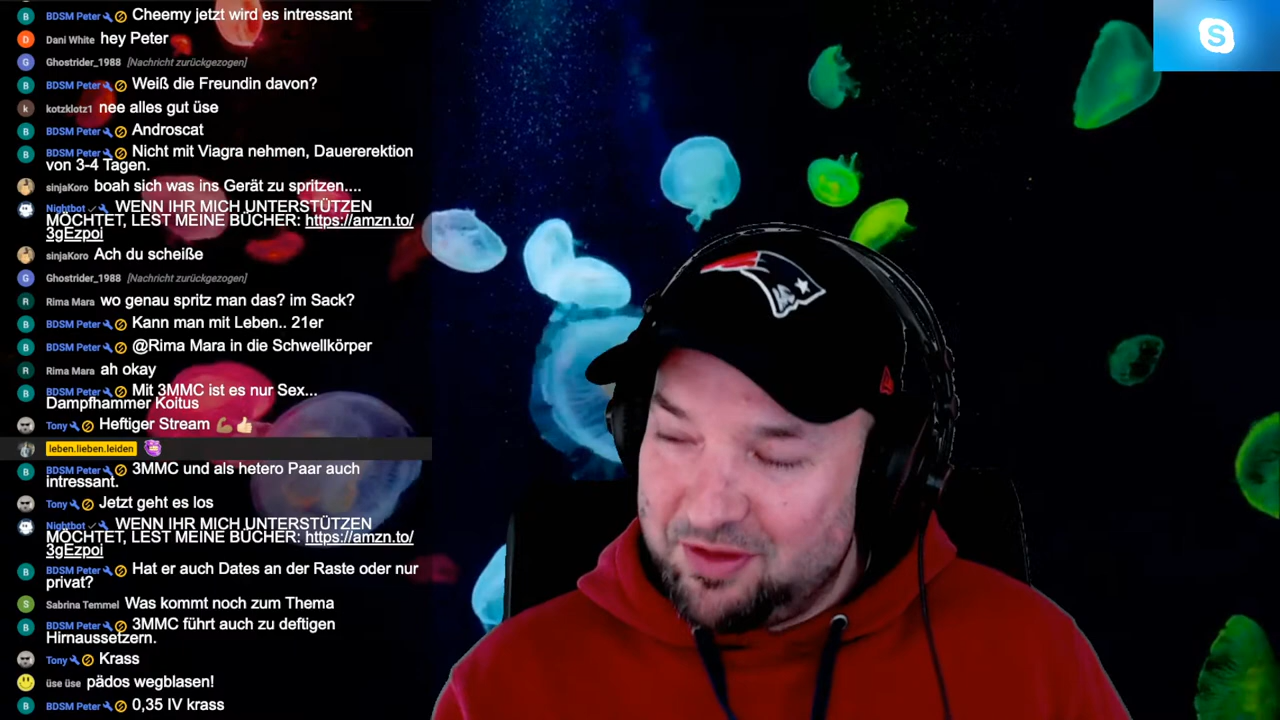 BDSM Peter Cheemy jetzt wird es intressant
Dani White hey Peter
Ghostrider_1988 [Nachricht zurückgezogen]
BDSM Peter Weiß die Freundin davon?
kotzklotz1 nee alles gut üse
BDSM Peter Androscat
BDSM Peter Nicht mit Viagra nehmen, Dauererektion
von 3-4 Tagen.
sinjaKoro boah sich was ins Gerät zu spritzen....
Nightbot WENN IHR MICH UNTERSTÜTZEN
MÖCHTET, LEST MEINE BÜCHER: https://amzn.to/
3gEzpoi
sinjaKoro Ach du scheiße
Ghostrider_1988 [Nachricht zurückgezogen]
Rima Mara wo genau spritz man das? im Sack?
BDSM Peter Kann man mit Leben.. 21er
BDSM Peter @Rima Mara in die Schwellkörper
Rima Mara ah okay
BDSM Peter Mit 3MMC ist es nur Sex...
Dampfhammer Koitus
Tony Heftiger Stream 💪🏽👍🏻
leben.lieben.leiden
BDSM Peter 3MMC und als hetero Paar auch
intressant.
Tony Jetzt geht es los
Nightbot WENN IHR MICH UNTERSTÜTZEN
MÖCHTET, LEST MEINE BÜCHER: https://amzn.to/
3gEzpoi
BDSM Peter Hat er auch Dates an der Raste oder nur
privat?
Sabrina Temmel Was kommt noch zum Thema
BDSM Peter 3MMC führt auch zu deftigen
Hirnaussetzern.
Tony Krass
üse üse pädos wegblasen!
BDSM Peter 0,35 IV krass